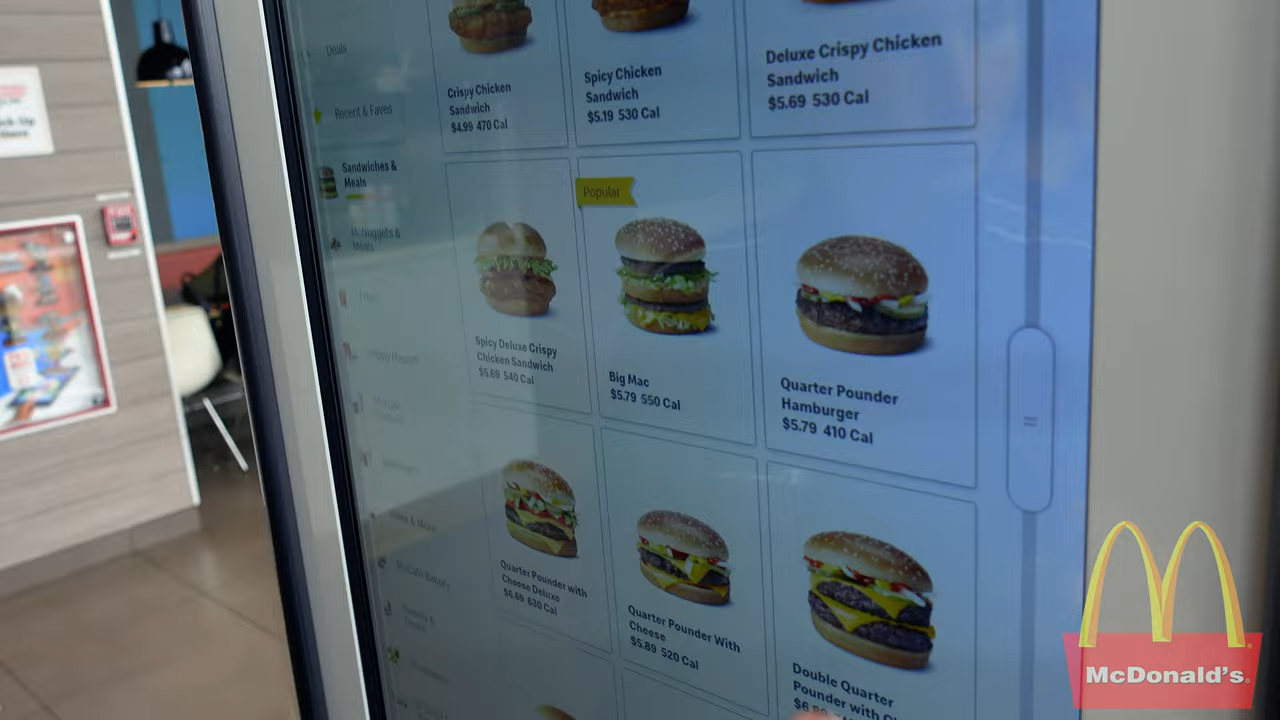 Deals
Recent & Faves
Sandwiches &
Meals
McNuggets &
Meals
Crispy Chicken
Sandwich
$4.99 470 Cal
Spicy Chicken
Sandwich
$5.19 530 Cal
Deluxe Crispy Chicken
Sandwich
$5.69 530 Cal
Spicy Deluxe Crispy
Chicken Sandwich
$5.69 540 Cal
Popular
Big Mac
$5.79 550 Cal
Quarter Pounder
Hamburger
$5.79 410 Cal
Quarter Pounder with
Cheese Deluxe
$6.69 630 Cal
Quarter Pounder With
Cheese
$5.89 520 Cal
Double Quarter
Pounder with
McDonald's